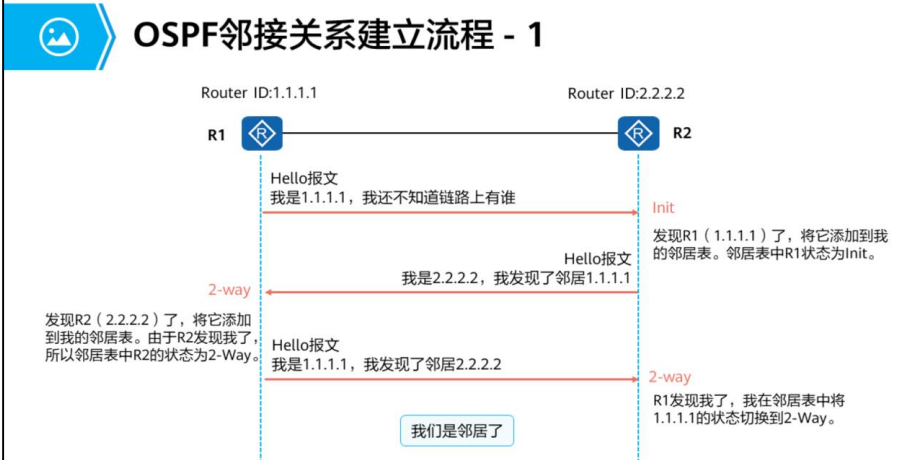 OSPF邻接关系建立流程 - 1
Router ID:1.1.1.1
Router ID:2.2.2.2
R1
R
R
R2
Hello报文
我是1.1.1.1，我还不知道链路上有谁
Init
发现R1（1.1.1.1）了，将它添加到我
的邻居表。邻居表中R1状态为Init。
Hello报文
我是2.2.2.2，我发现了邻居1.1.1.1
2-way
发现R2（2.2.2.2）了，将它添加
到我的邻居表。由于R2发现我了，
所以邻居表中R2的状态为2-Way。
Hello报文
我是1.1.1.1，我发现了邻居2.2.2.2
2-way
R1发现我了，我在邻居表中将
1.1.1.1的状态切换到2-Way。
我们是邻居了